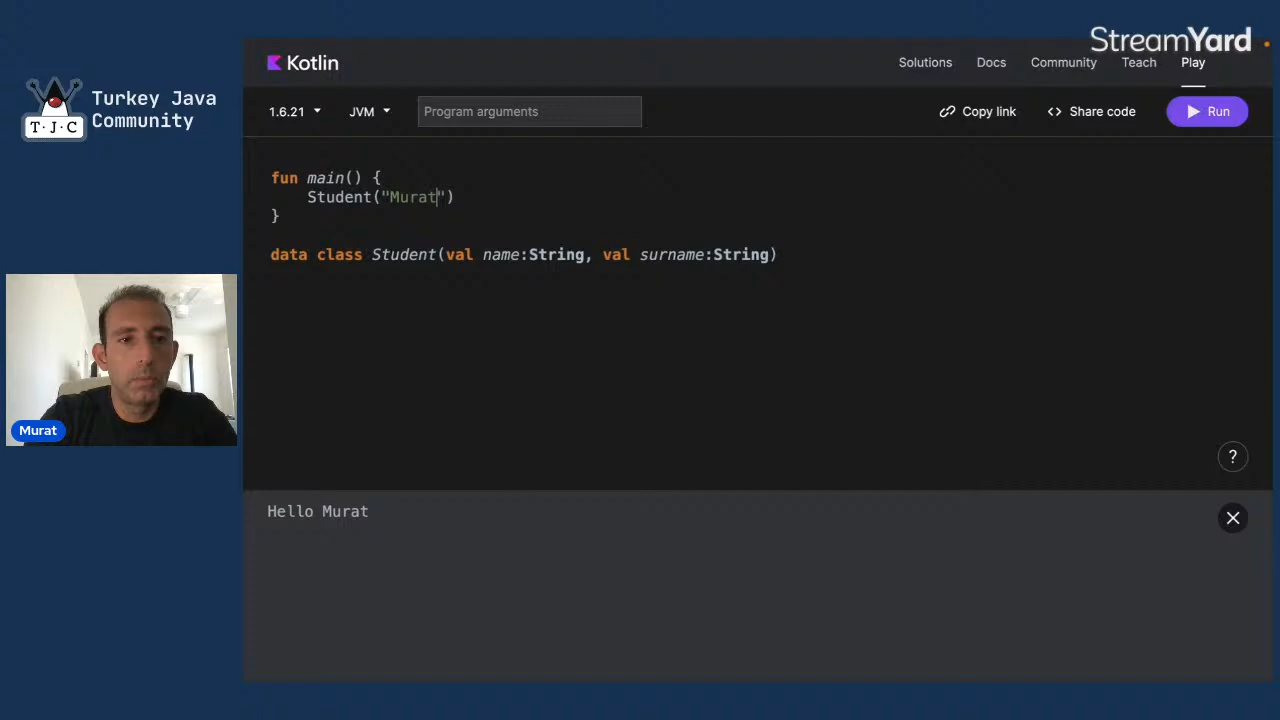 StreamYard
Kotlin
Solutions Docs Community Teach Play
Turkey Java
Community
T·J·C
1.6.21 JVM Program arguments Copy link Share code Run
fun main() {
    Student("Murat")
}
data class Student(val name:String, val surname:String)
Murat
?
Hello Murat